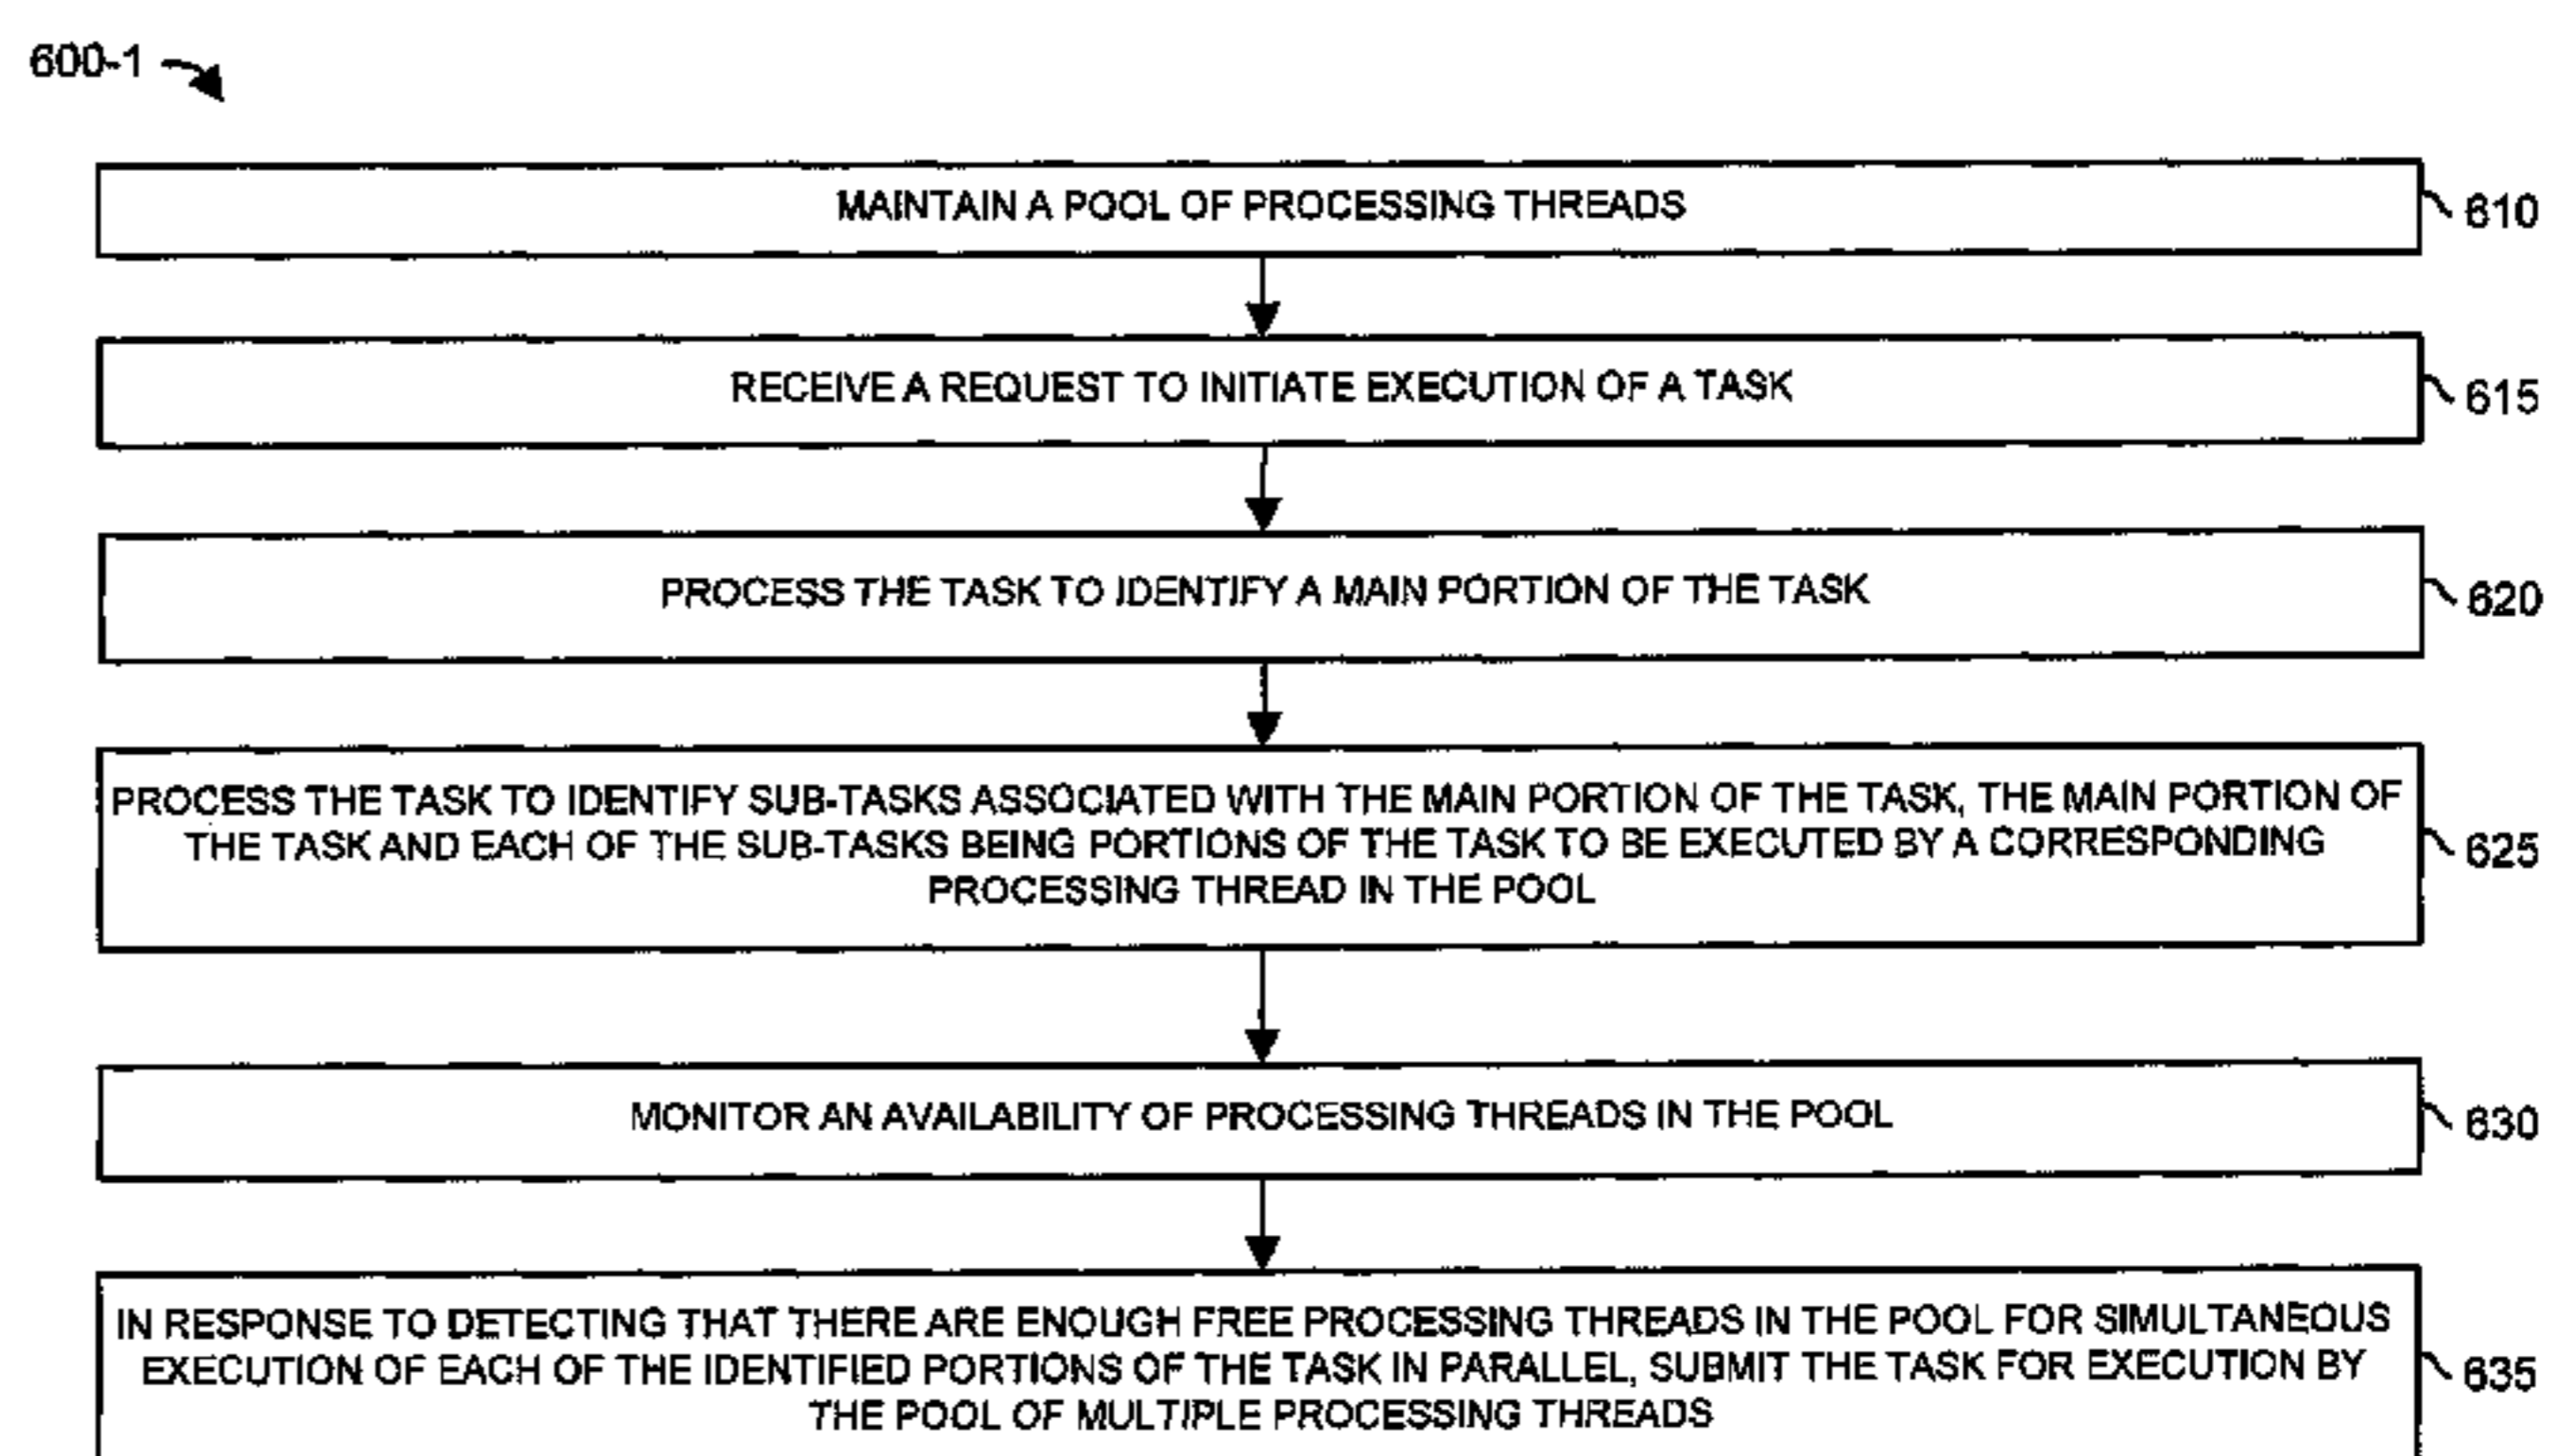 600-1
MAINTAIN A POOL OF PROCESSING THREADS
610
RECEIVE A REQUEST TO INITIATE EXECUTION OF A TASK
615
PROCESS THE TASK TO IDENTIFY A MAIN PORTION OF THE TASK
620
PROCESS THE TASK TO IDENTIFY SUB-TASKS ASSOCIATED WITH THE MAIN PORTION OF THE TASK, THE MAIN PORTION OF
THE TASK AND EACH OF THE SUB-TASKS BEING PORTIONS OF THE TASK TO BE EXECUTED BY A CORRESPONDING
PROCESSING THREAD IN THE POOL
625
MONITOR AN AVAILABILITY OF PROCESSING THREADS IN THE POOL
630
IN RESPONSE TO DETECTING THAT THERE ARE ENOUGH FREE PROCESSING THREADS IN THE POOL FOR SIMULTANEOUS
EXECUTION OF EACH OF THE IDENTIFIED PORTIONS OF THE TASK IN PARALLEL, SUBMIT THE TASK FOR EXECUTION BY
THE POOL OF MULTIPLE PROCESSING THREADS
635